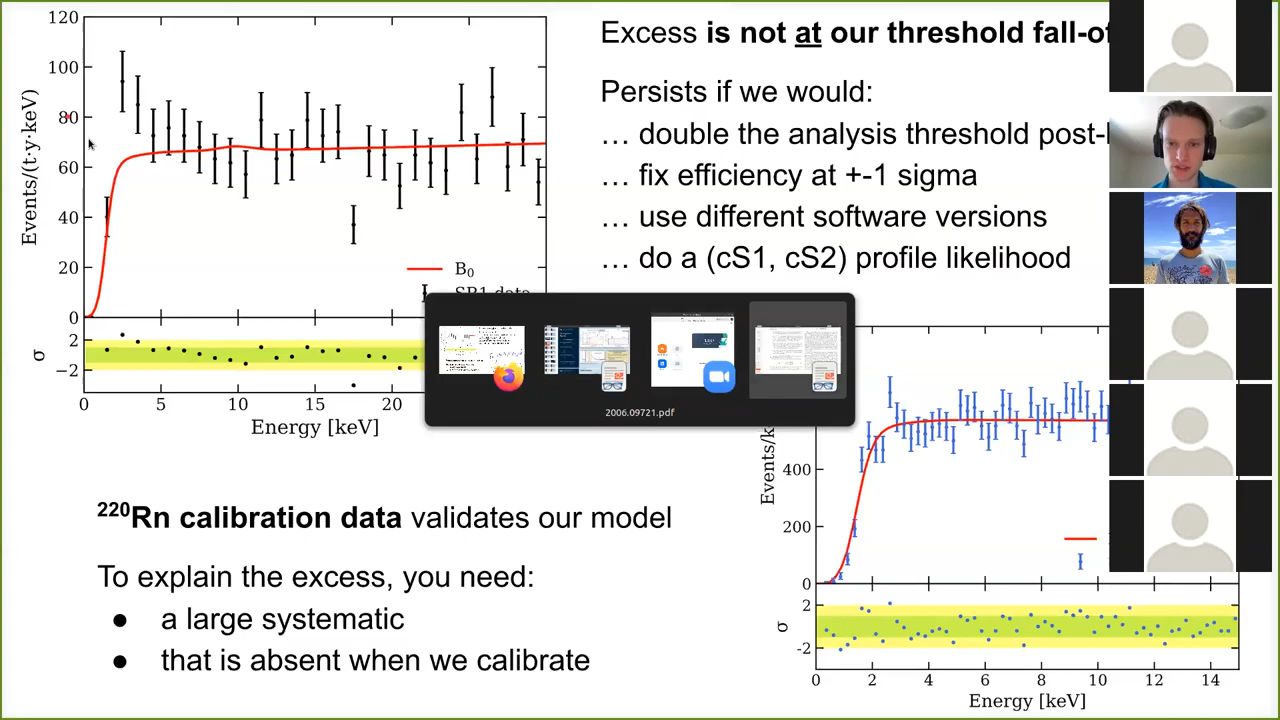 120
100
80
60
40
20
0
Events/(t·y·keV)
B0
SR1 data
2
−2
σ
0
5
10
15
20
Energy [keV]
Excess is not at our threshold fall-of
Persists if we would:
… double the analysis threshold post-
… fix efficiency at +-1 sigma
… use different software versions
… do a (cS1, cS2) profile likelihood
2006.09721.pdf
220Rn calibration data validates our model
To explain the excess, you need:
● a large systematic
● that is absent when we calibrate
Events/k
400
200
0
2
-2
σ
0
2
4
6
8
10
12
14
Energy [keV]